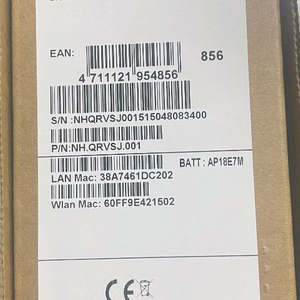 EAN:
856
4 711121 954856
S/N :NHQRVSJ001515048083400
P/N:NH.QRVSJ.001
BATT : AP18E7M
LAN Mac: 38A7461DC202
Wlan Mac: 60FF9E421502
CE